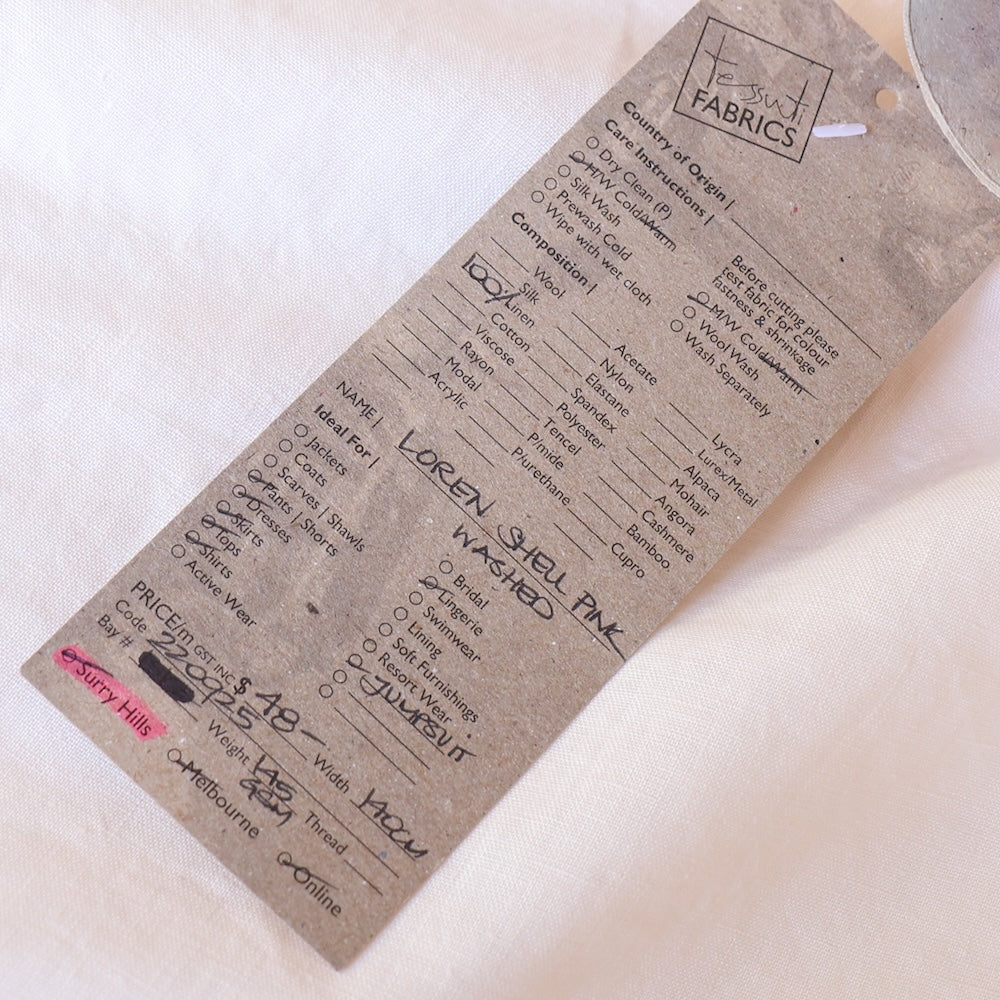 tessuti
FABRICS
Country of Origin |
Care Instructions |
Dry Clean (P)
M/W Cold/Warm
Silk Wash
Prewash Cold
Wipe with wet cloth
Before cutting please
test fabric for colour
fastness & shrinkage
M/W Cold/Warm
Wool Wash
Wash Separately
Composition |
Wool
Silk
100% Linen
Cotton
Viscose
Rayon
Modal
Acrylic
Acetate
Nylon
Elastane
Spandex
Polyester
Tencel
P/mide
P/urethane
Lycra
Lurex/Metal
Alpaca
Mohair
Angora
Cashmere
Bamboo
Cupro
NAME | LOREN SHELL PINK
WASHED
Ideal For |
Jackets
Coats
Scarves | Shawls
Pants | Shorts
Dresses
Skirts
Tops
Shirts
Active Wear
Bridal
Lingerie
Swimwear
Lining
Soft Furnishings
Resort Wear
JUMPSUIT
PRICE/m GST INC $ 48-
Code 220925
Bay #
Width 140CM
Weight 145
GSM
Thread
Surry Hills
Melbourne
Online